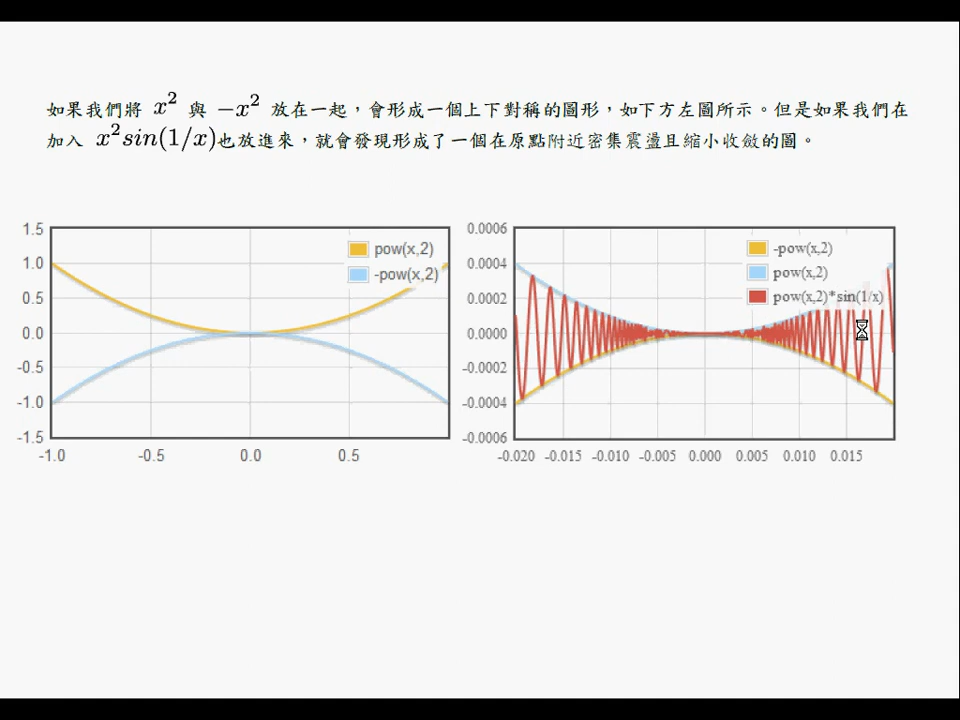 如果我們將 x² 與 −x² 放在一起，會形成一個上下對稱的圖形，如下方左圖所示。但是如果我們在
加入 x²sin(1/x)也放進來，就會發現形成了一個在原點附近密集震盪且縮小收斂的圖。
1.5
1.0
0.5
0.0
-0.5
-1.0
-1.5
-1.0 -0.5 0.0 0.5
pow(x,2)
-pow(x,2)
0.0006
0.0004
0.0002
0.0000
-0.0002
-0.0004
-0.0006
-0.020 -0.015 -0.010 -0.005 0.000 0.005 0.010 0.015
-pow(x,2)
pow(x,2)
pow(x,2)*sin(1/x)